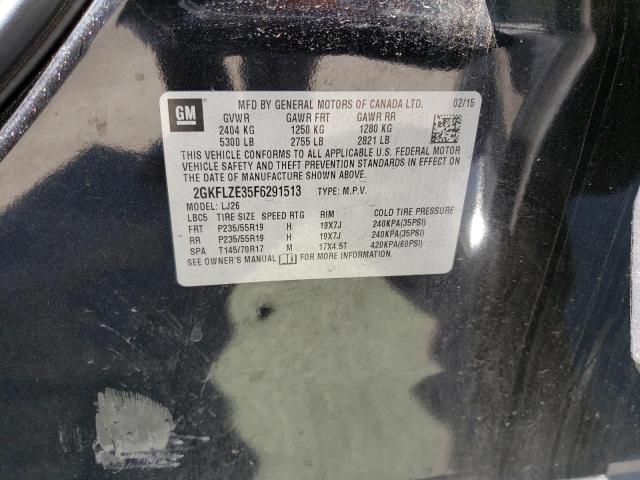 GM
MFD BY GENERAL MOTORS OF CANADA LTD. 02/15
GVWR GAWR FRT GAWR RR
2404 KG 1250 KG 1280 KG
5300 LB 2755 LB 2821 LB
THIS VEHICLE CONFORMS TO ALL APPLICABLE U.S. FEDERAL MOTOR
VEHICLE SAFETY AND THEFT PREVENTION STANDARDS IN EFFECT ON
THE DATE OF MANUFACTURE SHOWN ABOVE.
2GKFLZE35F6291513 TYPE: M.P.V.
MODEL: LJ26
LBC5 TIRE SIZE SPEED RTG RIM COLD TIRE PRESSURE
FRT P235/55R19 H 19X7J 240KPA(35PSI)
RR P235/55R19 H 19X7J 240KPA(35PSI)
SPA T145/70R17 M 17X4.5T 420KPA(60PSI)
SEE OWNER'S MANUAL FOR MORE INFORMATION